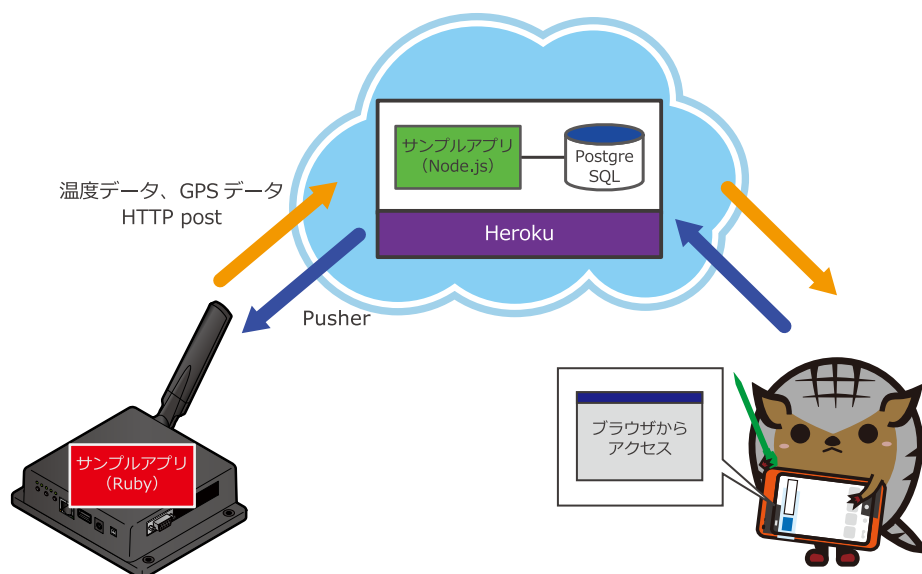 サンプルアプリ
（Node.js）
Postgre
SQL
温度データ、GPS データ
HTTP post
Heroku
Pusher
ブラウザから
アクセス
サンプルアプリ
（Ruby）